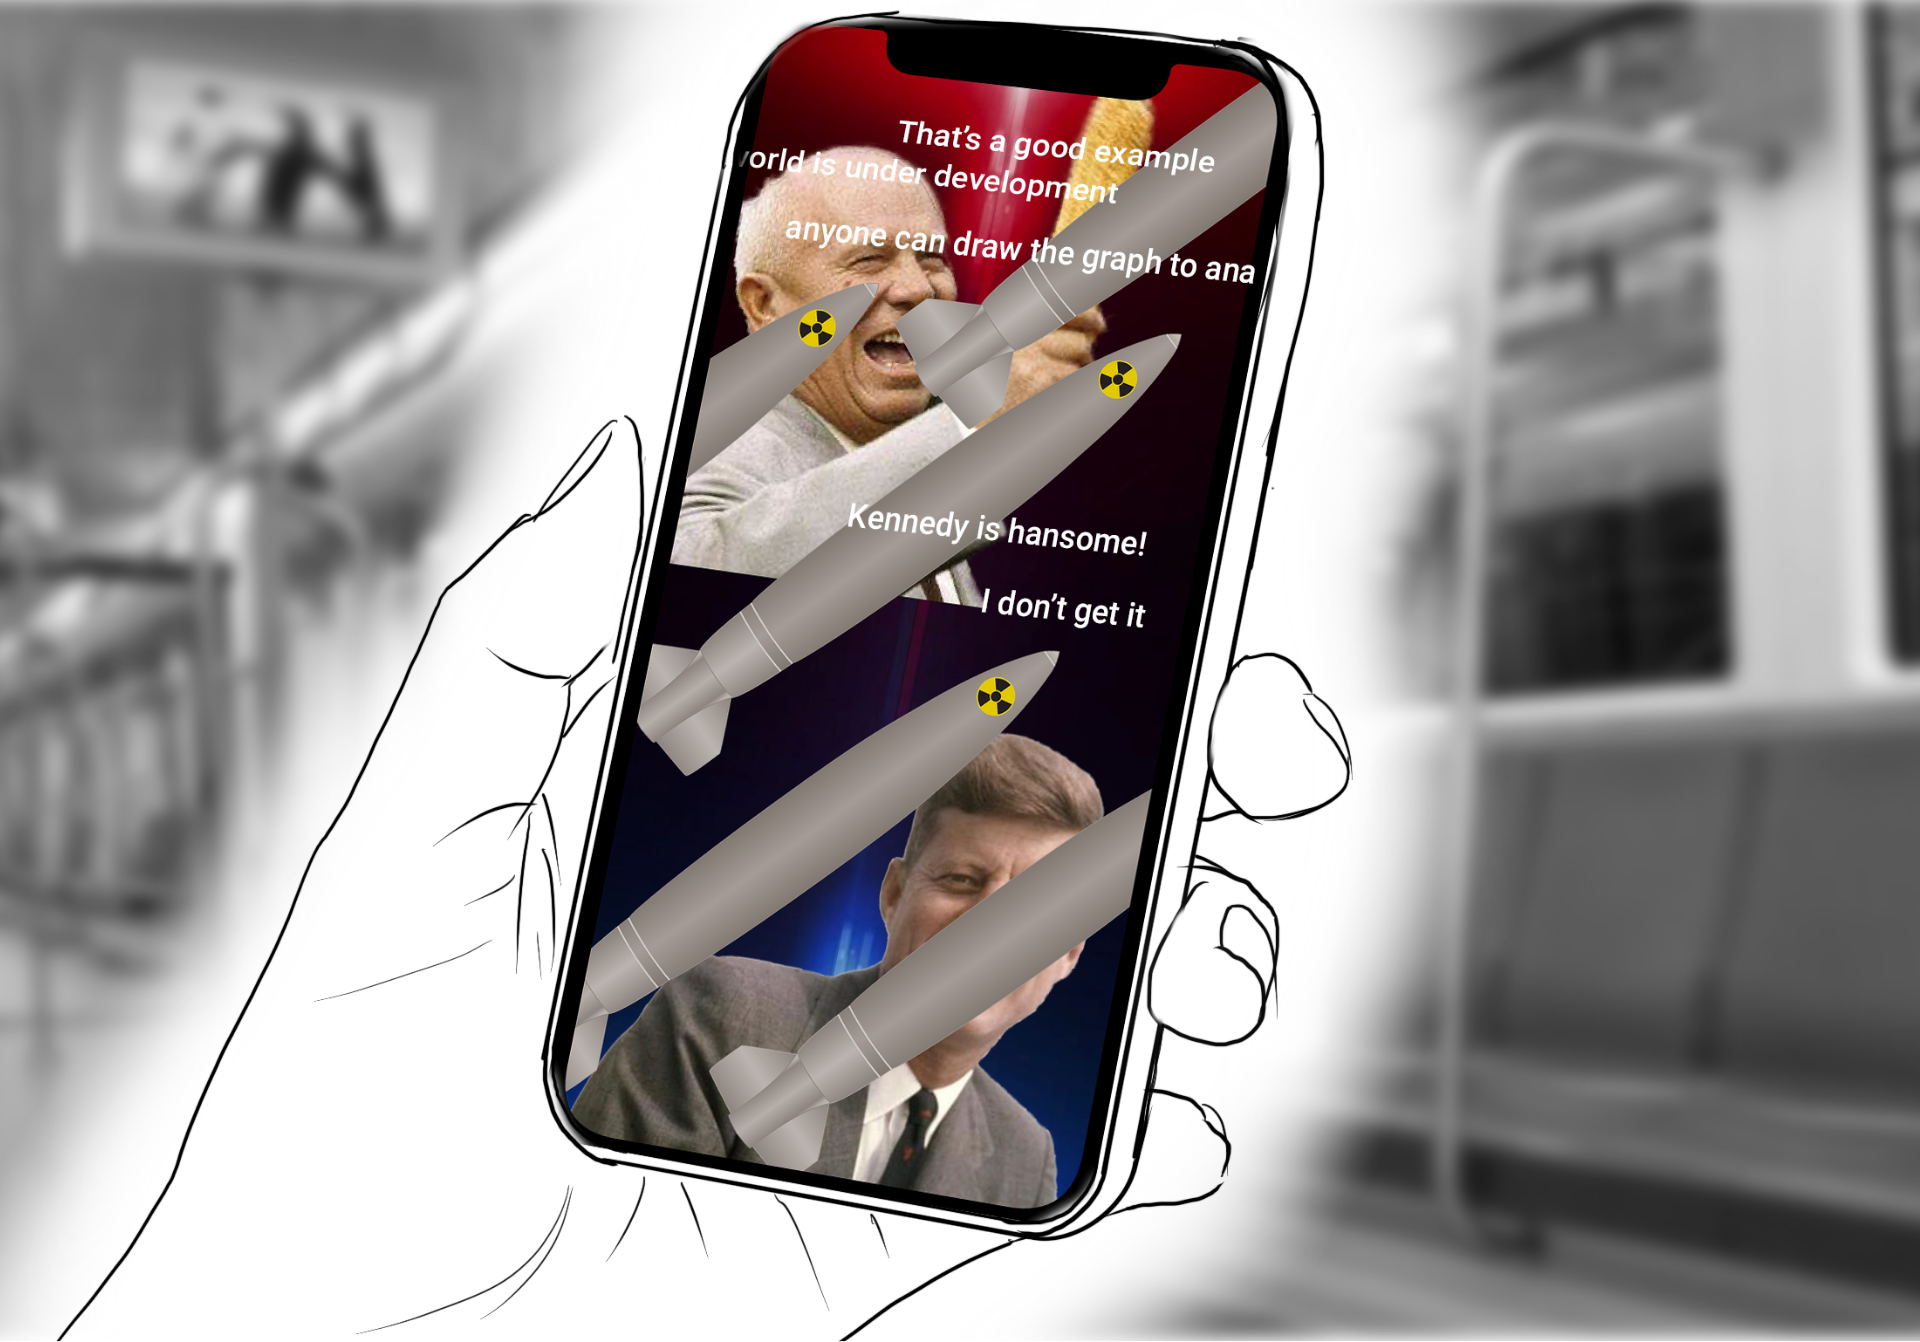 That's a good example
orld is under development
anyone can draw the graph to ana
Kennedy is hansome!
I don't get it